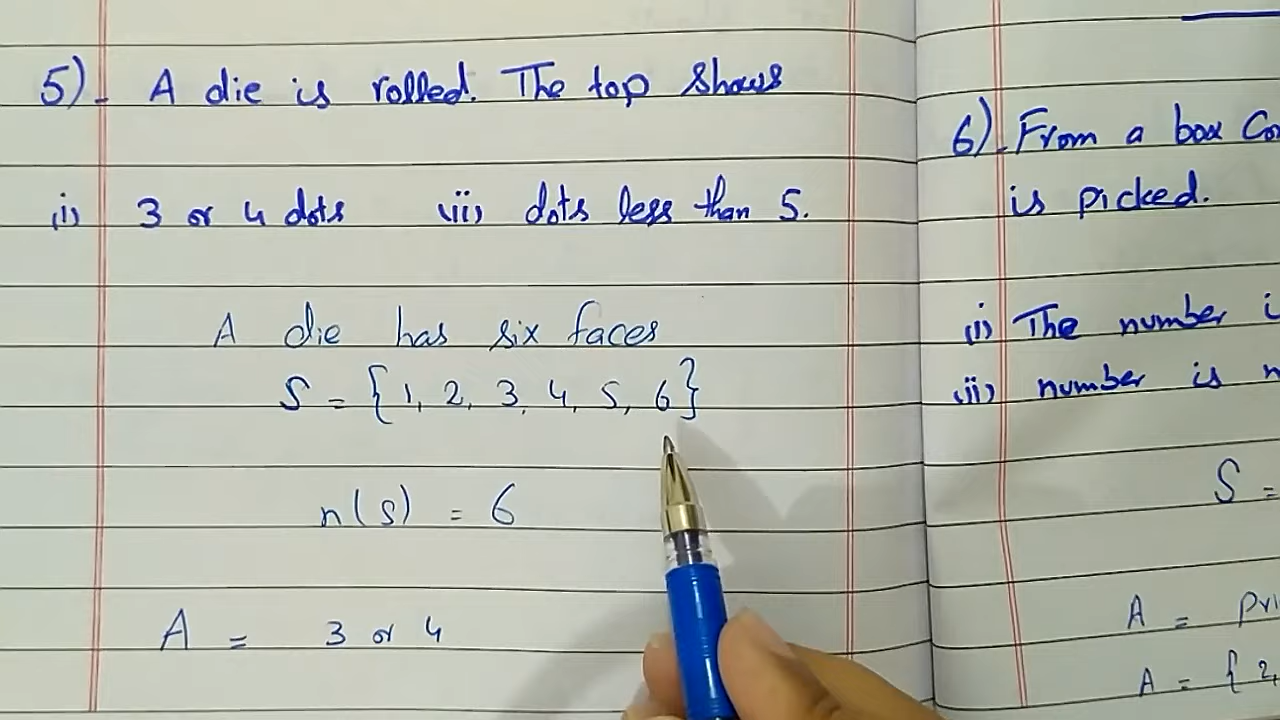 5). A die is rolled. The top shows
(i) 3 or 4 dots (ii) dots less than 5.
A die has six faces
S = {1, 2, 3, 4, 5, 6}
n(s) = 6
A = 3 or 4
6). From a box
is picked.
(i) The number
(ii) number is
S =
A =
A = { 2,